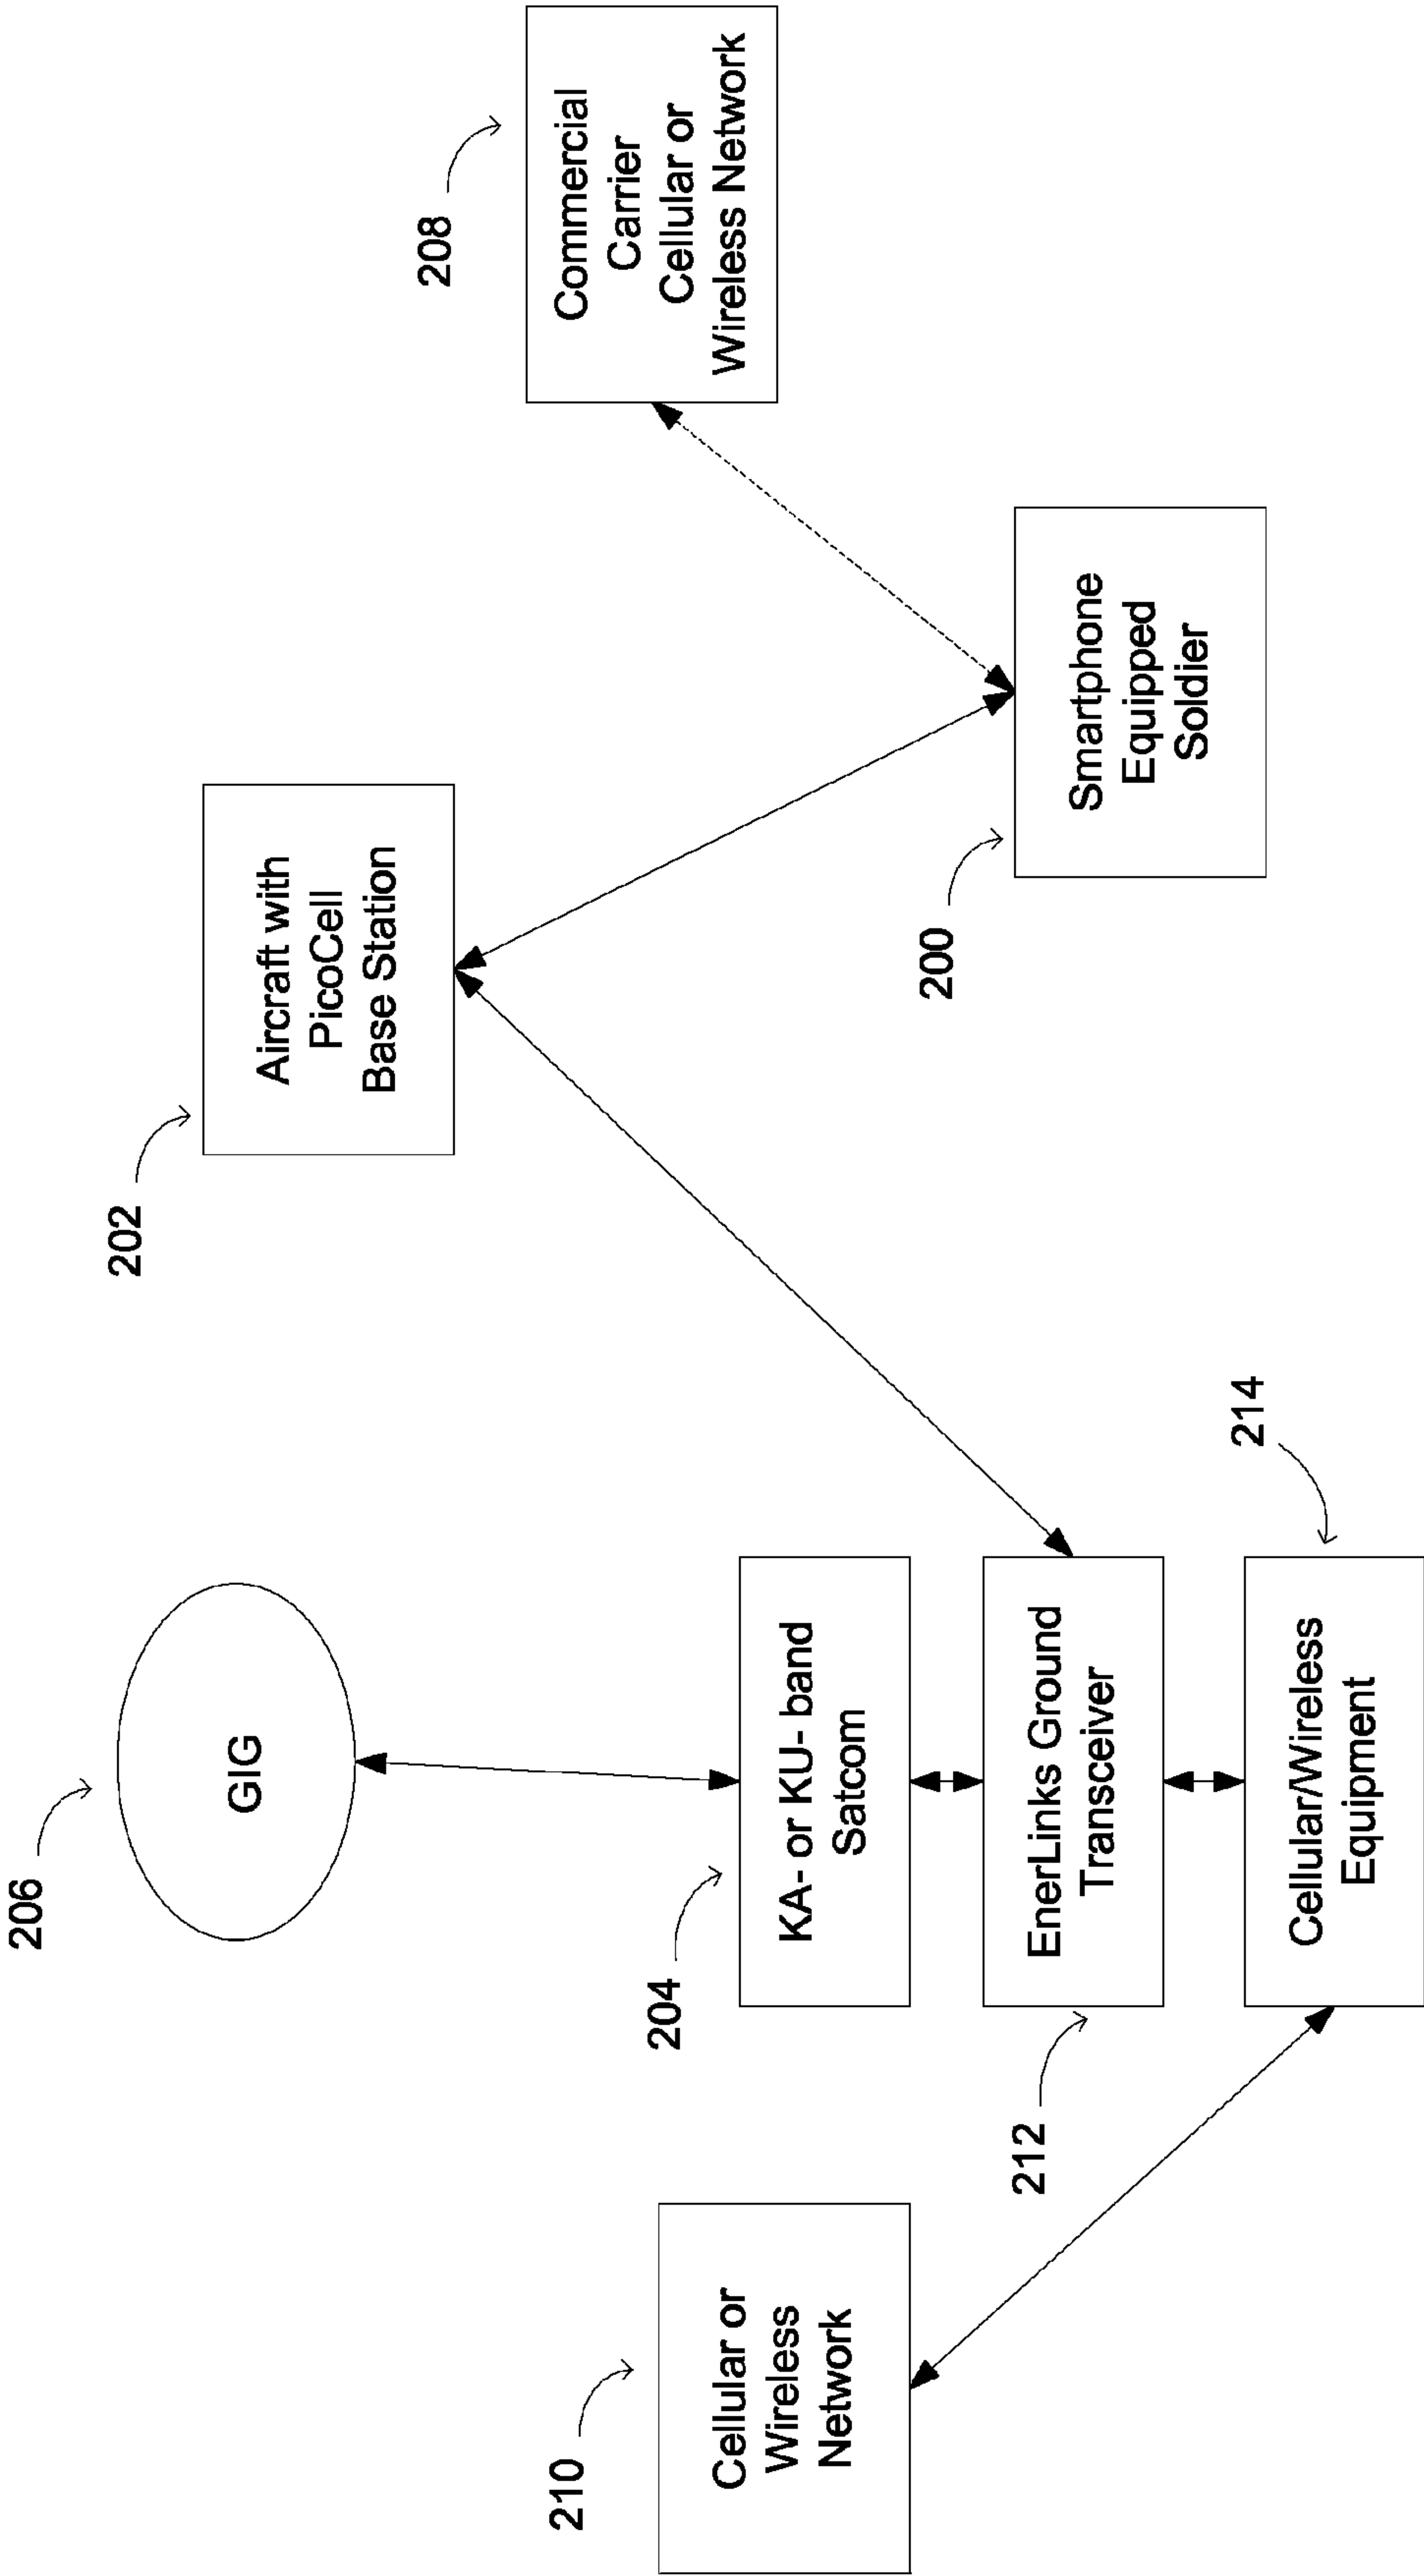 206
GIG
202
Aircraft with
PicoCell
Base Station
208
Commercial
Carrier
Cellular or
Wireless Network
210
Cellular or
Wireless
Network
204
KA- or KU- band
Satcom
212
EnerLinks Ground
Transceiver
214
Cellular/Wireless
Equipment
200
Smartphone
Equipped
Soldier